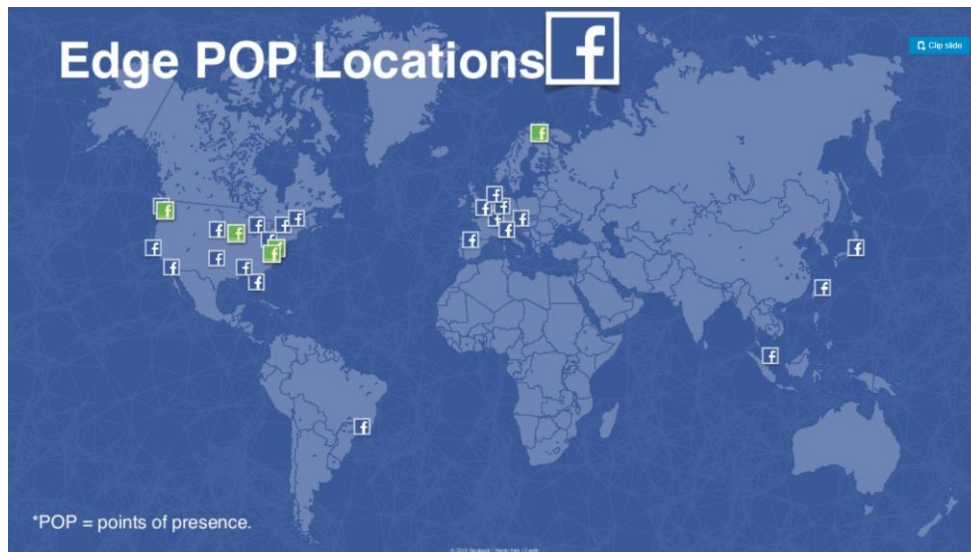 Edge POP Locations
Clip slide
*POP = points of presence.